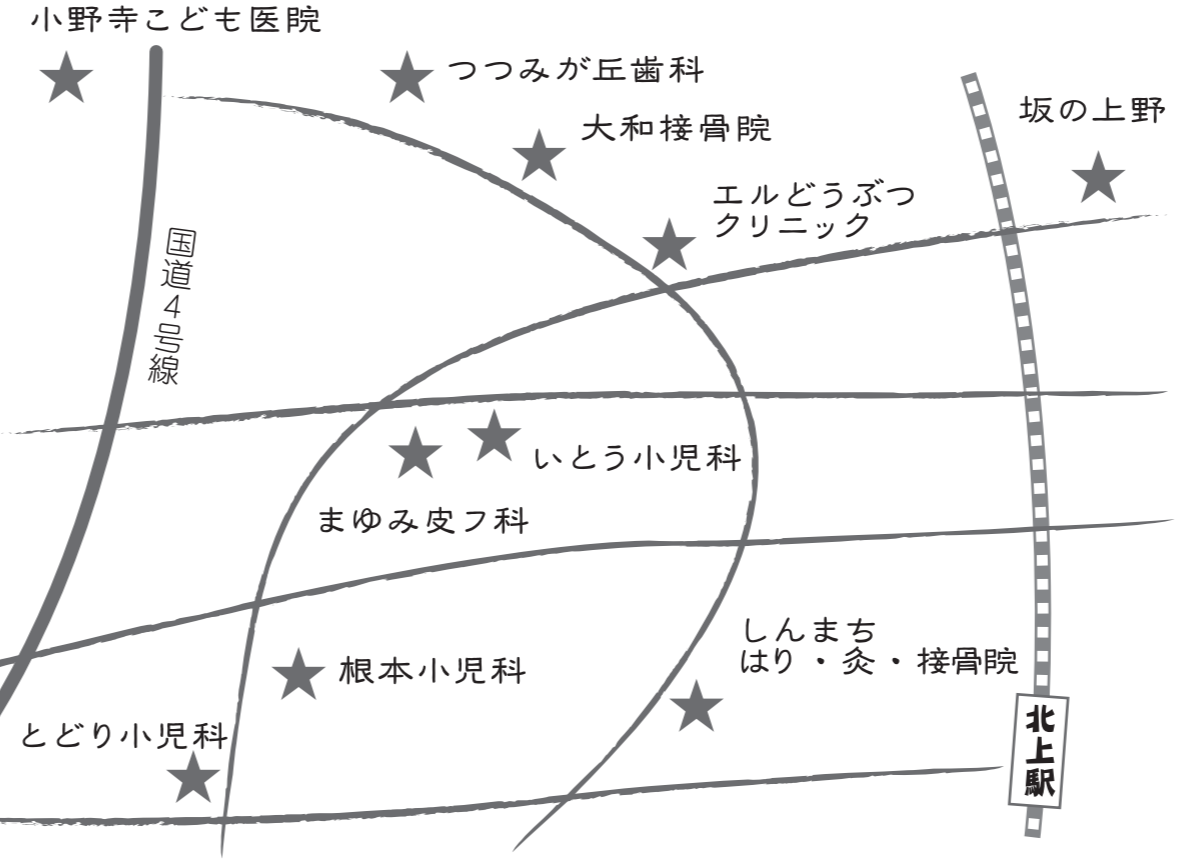 小野寺こども医院
つつみが丘歯科
坂の上野
大和接骨院
エルどうぶつ
クリニック
国道4号線
いとう小児科
まゆみ皮フ科
しんまち
はり・灸・接骨院
根本小児科
とどり小児科
北上駅